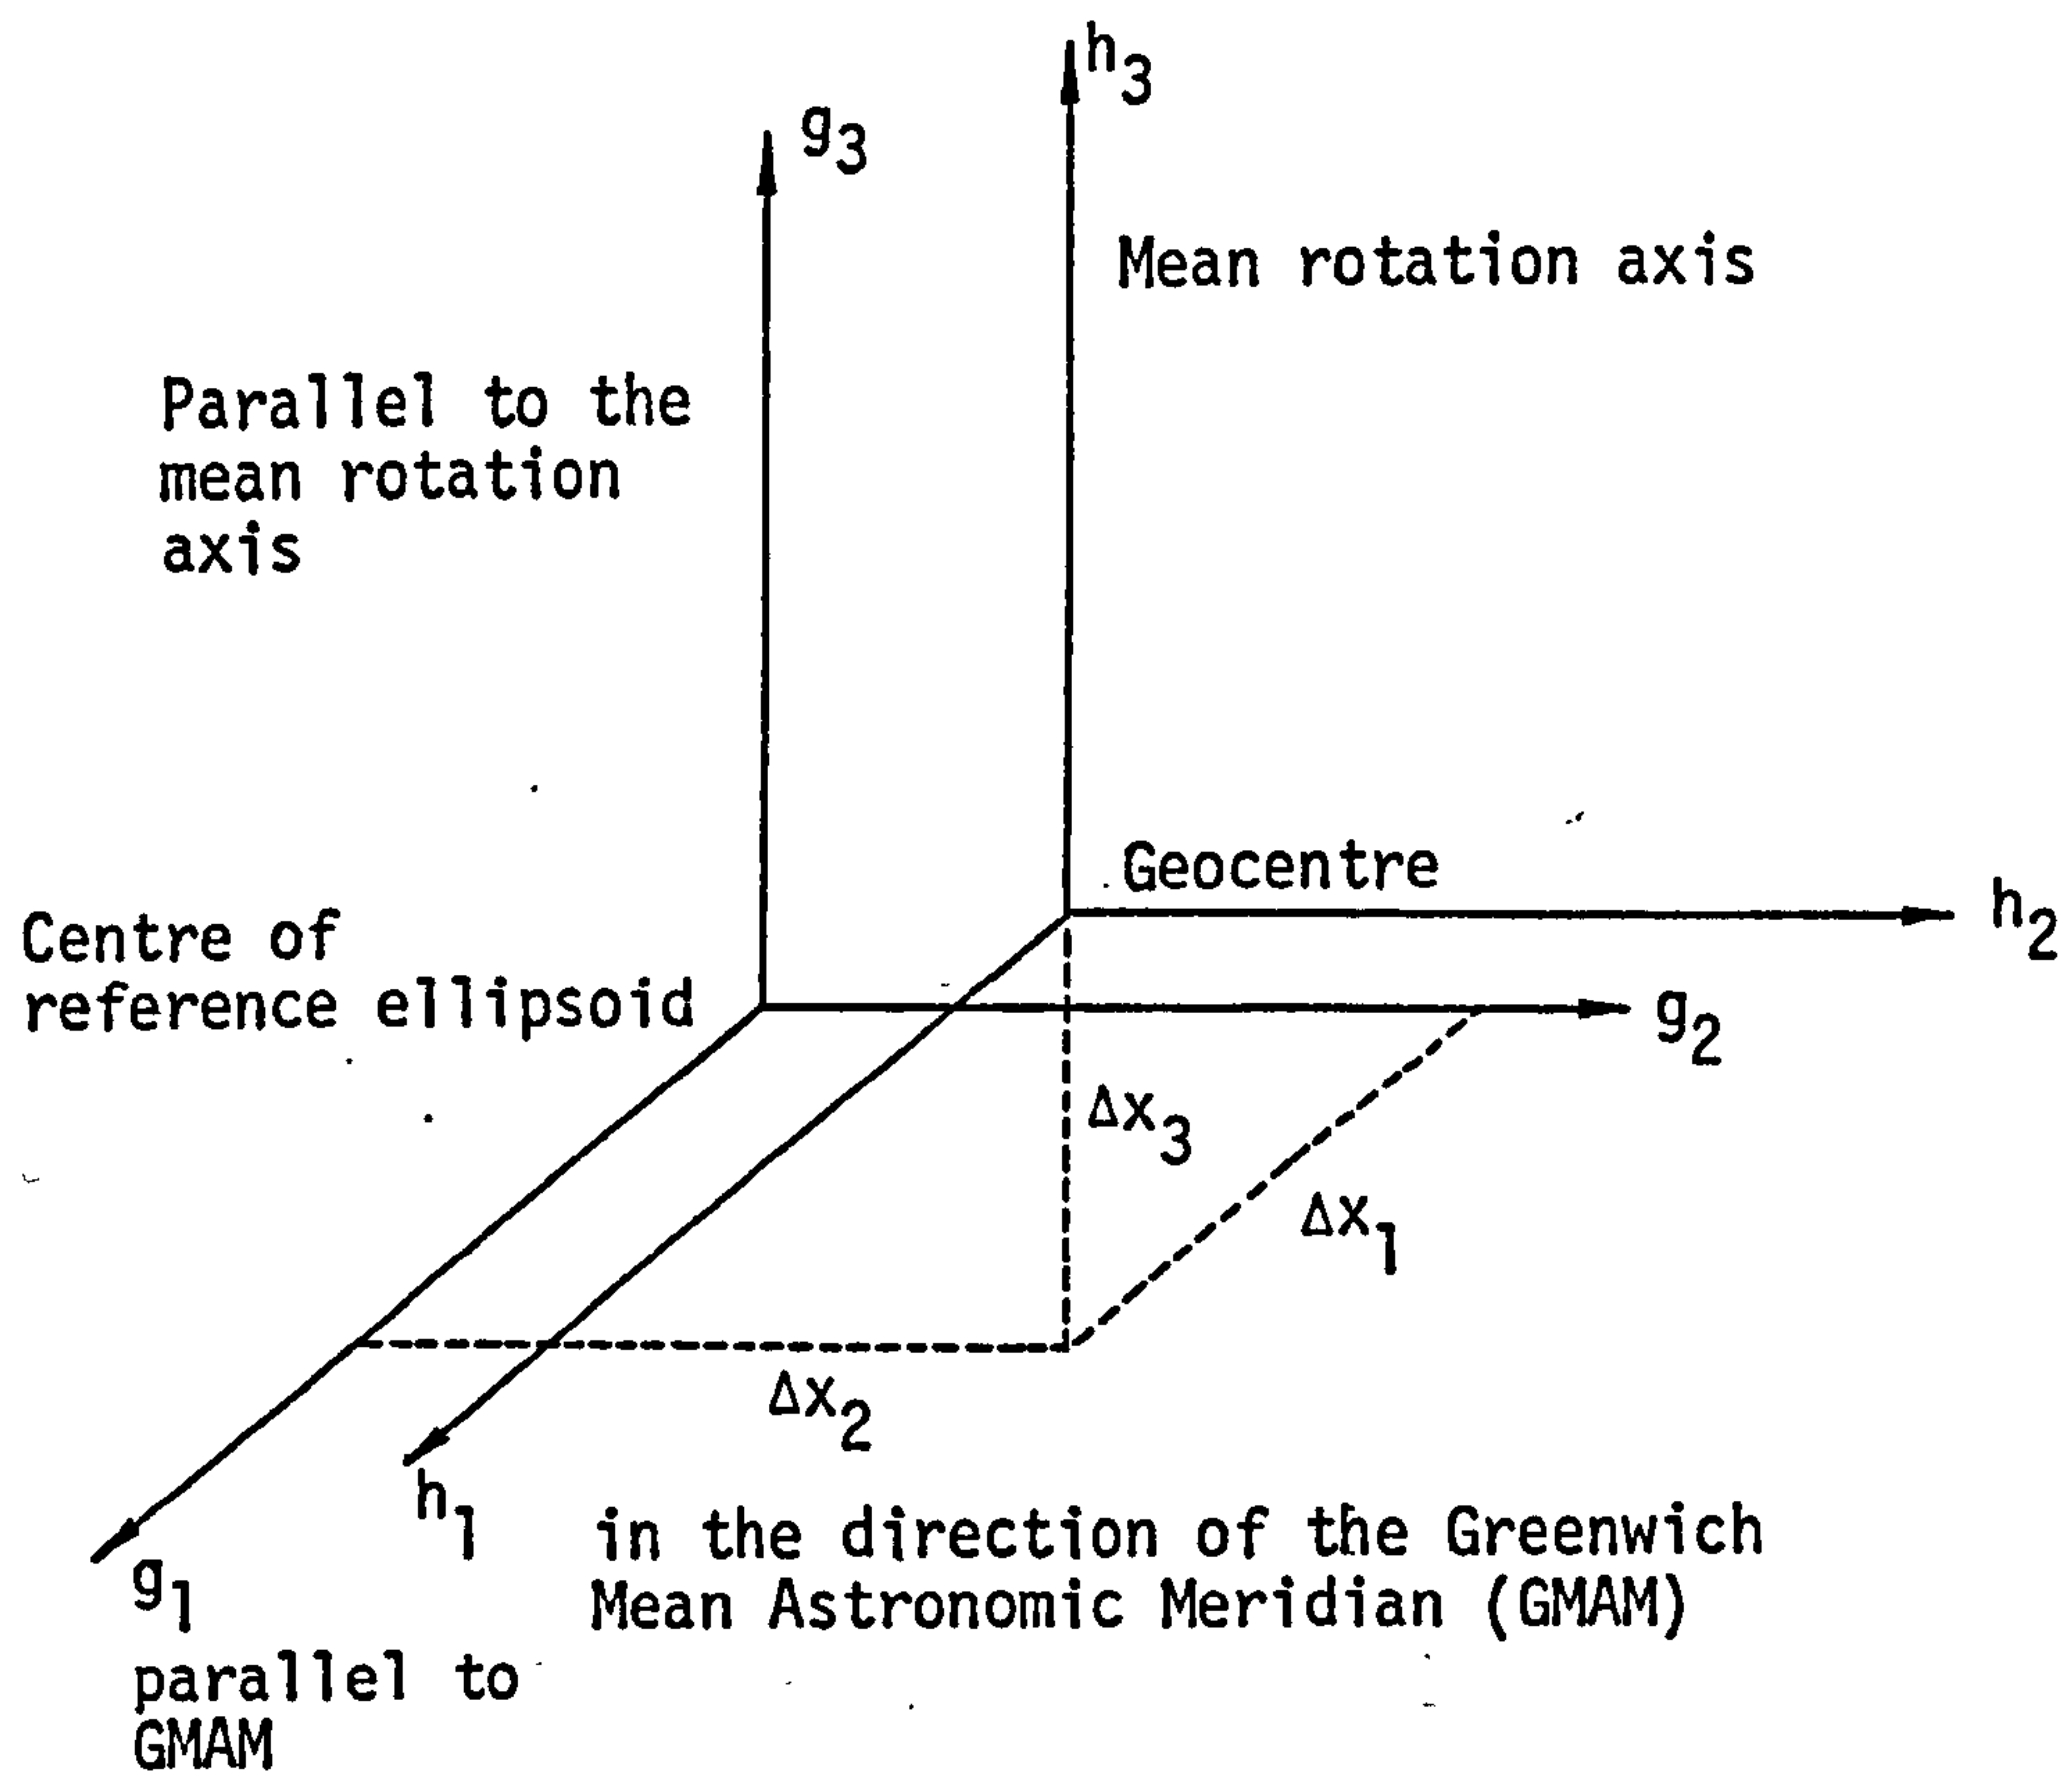 h3
g3
Mean rotation axis
Parallel to the
mean rotation
axis
Geocentre
h2
Centre of
reference ellipsoid
g2
Δx3
Δx1
Δx2
h1
in the direction of the Greenwich
Mean Astronomic Meridian (GMAM)
g1
parallel to
GMAM